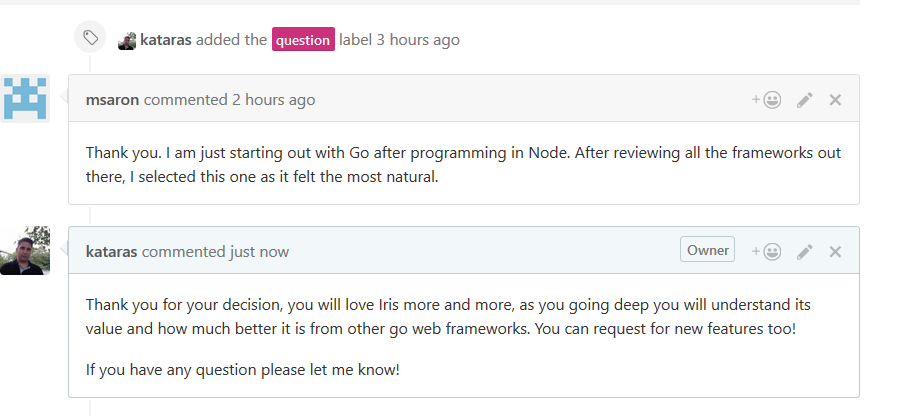 kataras added the question label 3 hours ago
msaron commented 2 hours ago
Thank you. I am just starting out with Go after programming in Node. After reviewing all the frameworks out
there, I selected this one as it felt the most natural.
kataras commented just now Owner
Thank you for your decision, you will love Iris more and more, as you going deep you will understand its
value and how much better it is from other go web frameworks. You can request for new features too!
If you have any question please let me know!